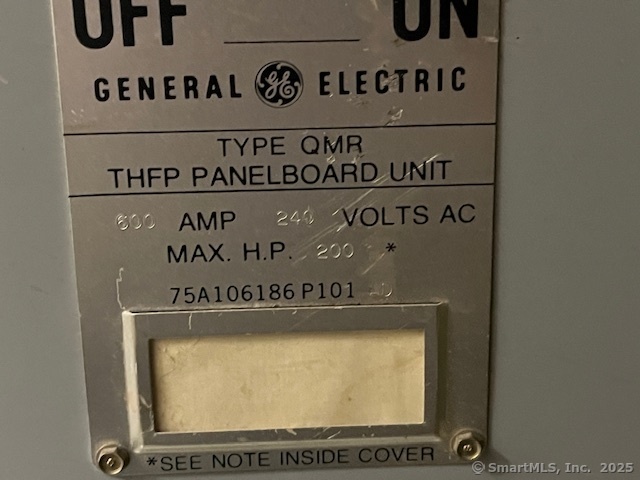 OFF ON
GENERAL GE ELECTRIC
TYPE QMR
THFP PANELBOARD UNIT
600 AMP 240 VOLTS AC
MAX. H.P. 200 *
75A106186 P101
*SEE NOTE INSIDE COVER
© SmartMLS, Inc. 2025